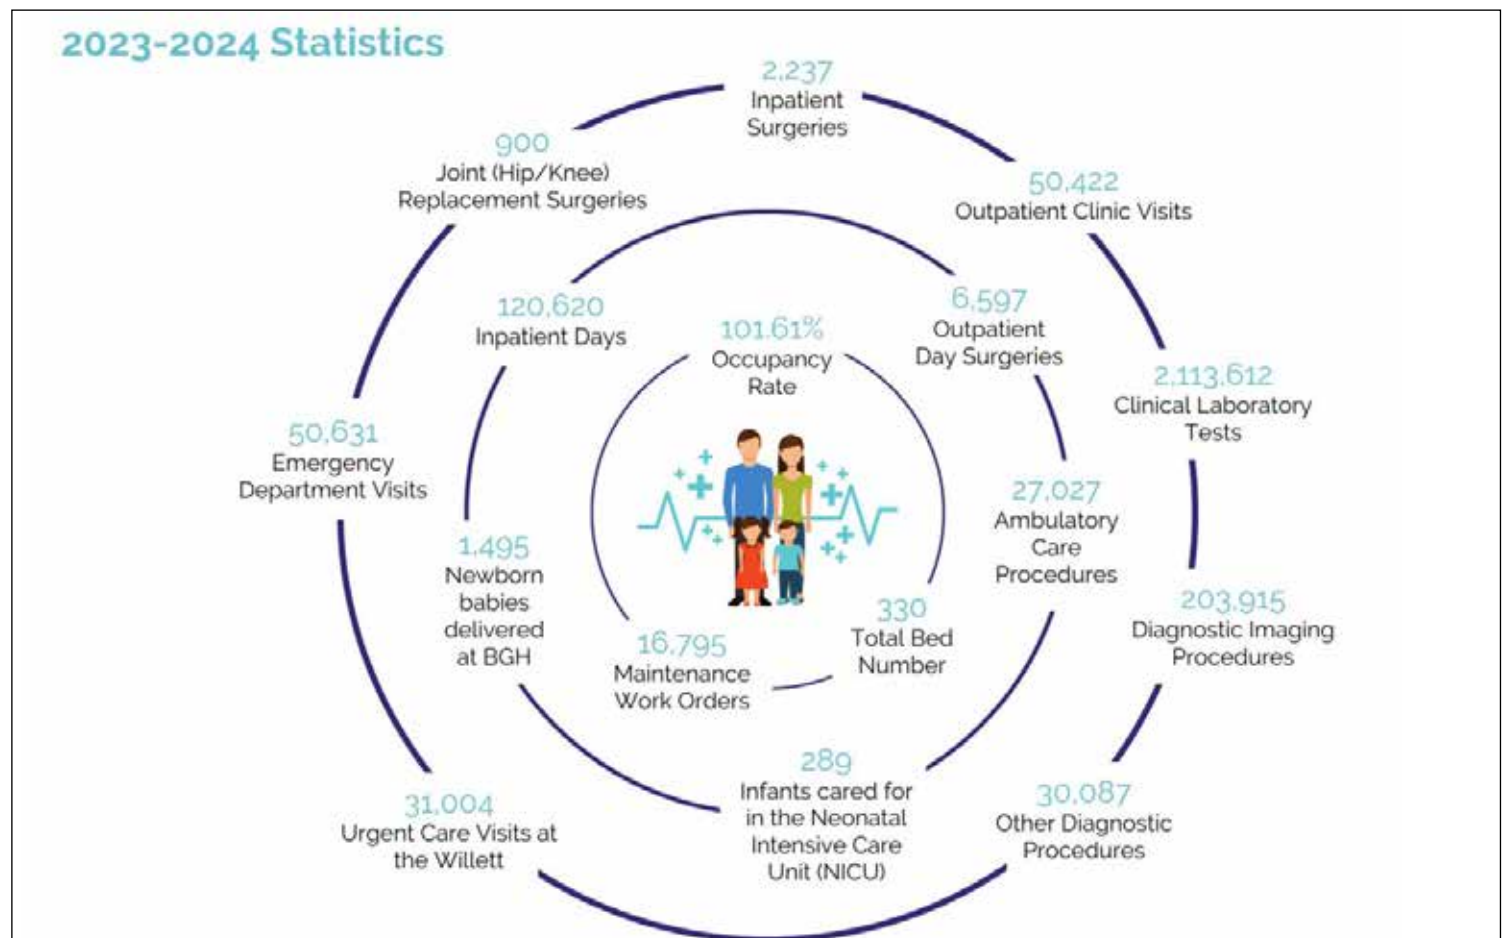 2023-2024 Statistics
2,237
Inpatient
Surgeries
900
Joint (Hip/Knee)
Replacement Surgeries
50,422
Outpatient Clinic Visits
120,620
Inpatient Days
101.61%
Occupancy
Rate
6,597
Outpatient
Day Surgeries
2,113,612
Clinical Laboratory
Tests
50,631
Emergency
Department Visits
27,027
Ambulatory
Care
Procedures
1,495
Newborn
babies
delivered
at BGH
330
Total Bed
Number
203,915
Diagnostic Imaging
Procedures
16,795
Maintenance
Work Orders
289
Infants cared for
in the Neonatal
Intensive Care
Unit (NICU)
31,004
Urgent Care Visits at
the Willett
30,087
Other Diagnostic
Procedures